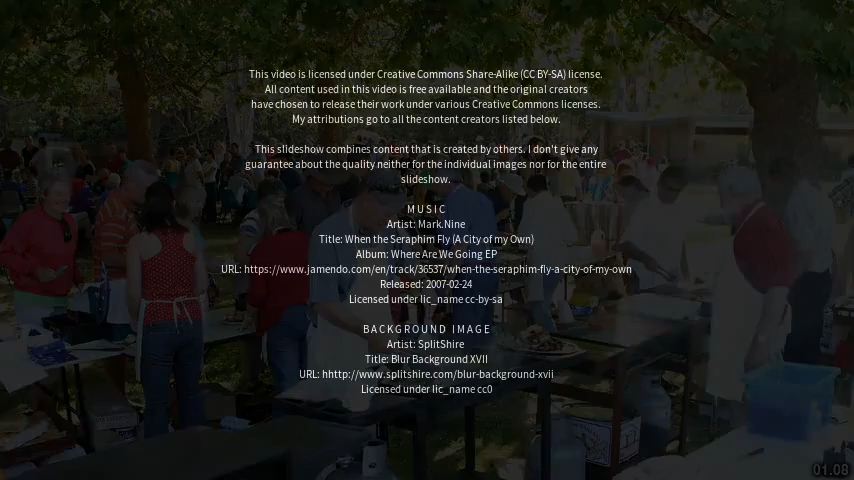 This video is licensed under Creative Commons Share-Alike (CC BY-SA) license.
All content used in this video is free available and the original creators
have chosen to release their work under various Creative Commons licenses.
My attributions go to all the content creators listed below.
This slideshow combines content that is created by others. I don't give any
guarantee about the quality neither for the individual images nor for the entire
slideshow.
MUSIC
Artist: Mark.Nine
Title: When the Seraphim Fly (A City of my Own)
Album: Where Are We Going EP
URL: https://www.jamendo.com/en/track/36537/when-the-seraphim-fly-a-city-of-my-own
Released: 2007-02-24
Licensed under lic_name cc-by-sa
BACKGROUND IMAGE
Artist: SplitShire
Title: Blur Background XVII
URL: hhttp://www.splitshire.com/blur-background-xvii
Licensed under lic_name cc0
01.08